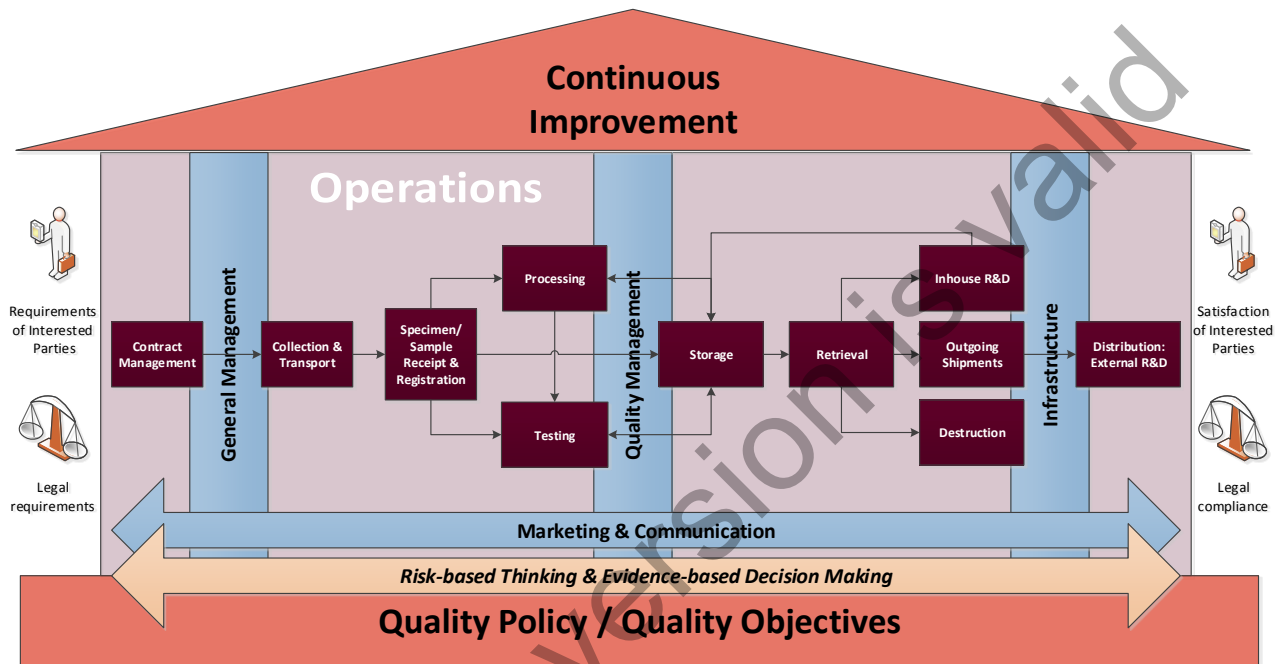 Continuous
Improvement
Operations
Requirements
of Interested
Parties
Legal
requirements
Contract
Management
General Management
Collection &
Transport
Specimen/
Sample
Receipt &
Registration
Processing
Testing
Quality Management
Storage
Retrieval
Inhouse R&D
Outgoing
Shipments
Destruction
Infrastructure
Distribution:
External R&D
Satisfaction
of Interested
Parties
Legal
compliance
Marketing & Communication
Risk-based Thinking & Evidence-based Decision Making
Quality Policy / Quality Objectives
version is valid